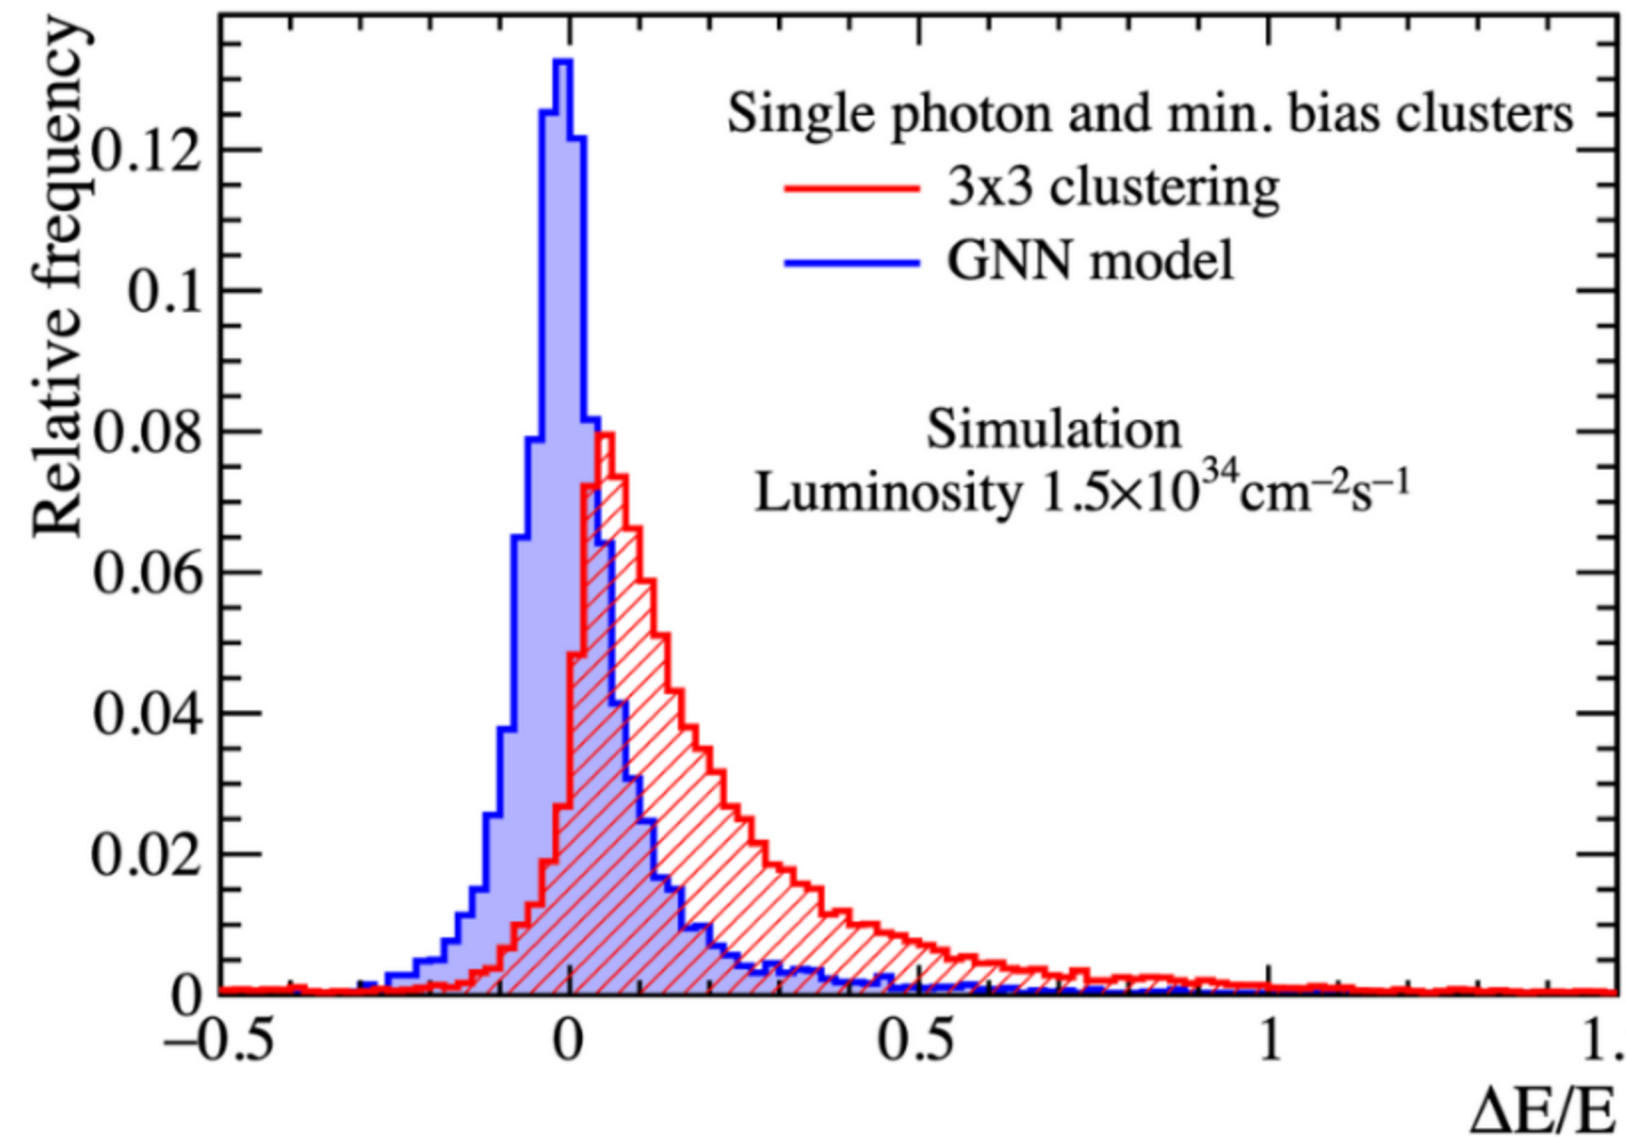 Relative frequency
0.12
0.1
0.08
0.06
0.04
0.02
0
Single photon and min. bias clusters
3x3 clustering
GNN model
Simulation
Luminosity 1.5×10³⁴cm⁻²s⁻¹
−0.5 0 0.5 1 1.
ΔE/E